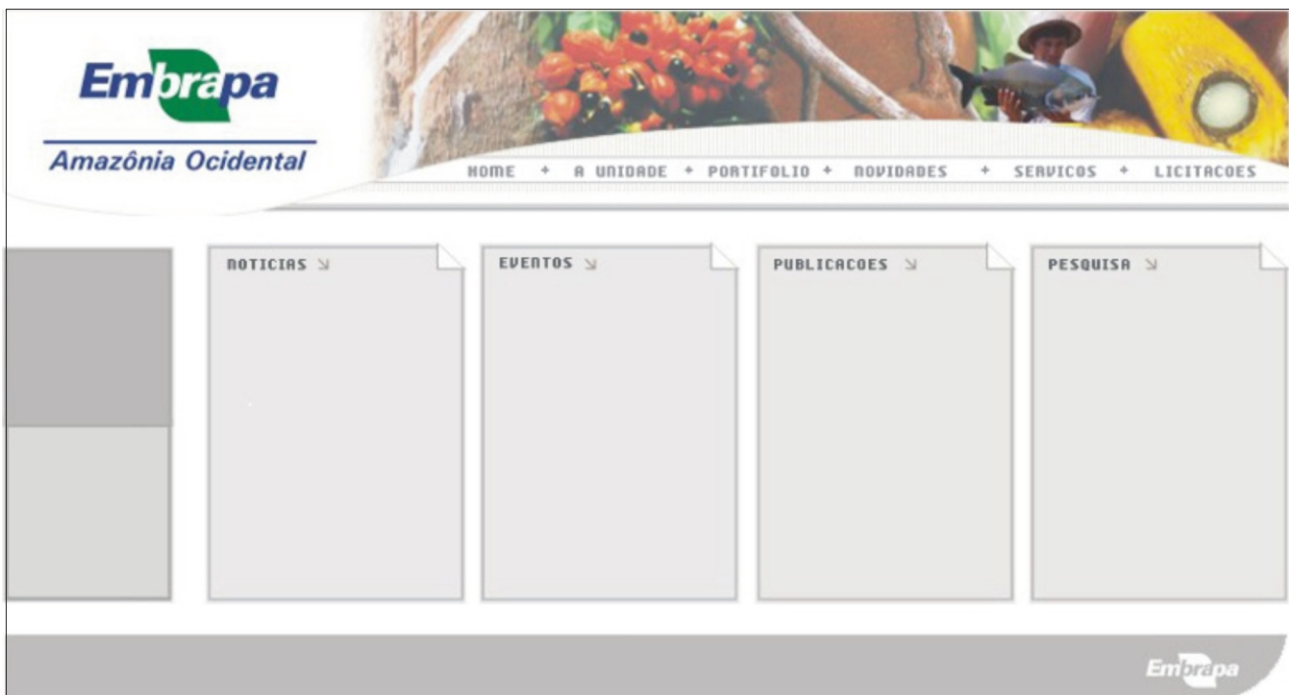 Embrapa
Amazônia Ocidental
HOME + A UNIDADE + PORTIFOLIO + NOVIDADES + SERVICOS + LICITACOES
NOTICIAS
EVENTOS
PUBLICACOES
PESQUISA
Embrapa